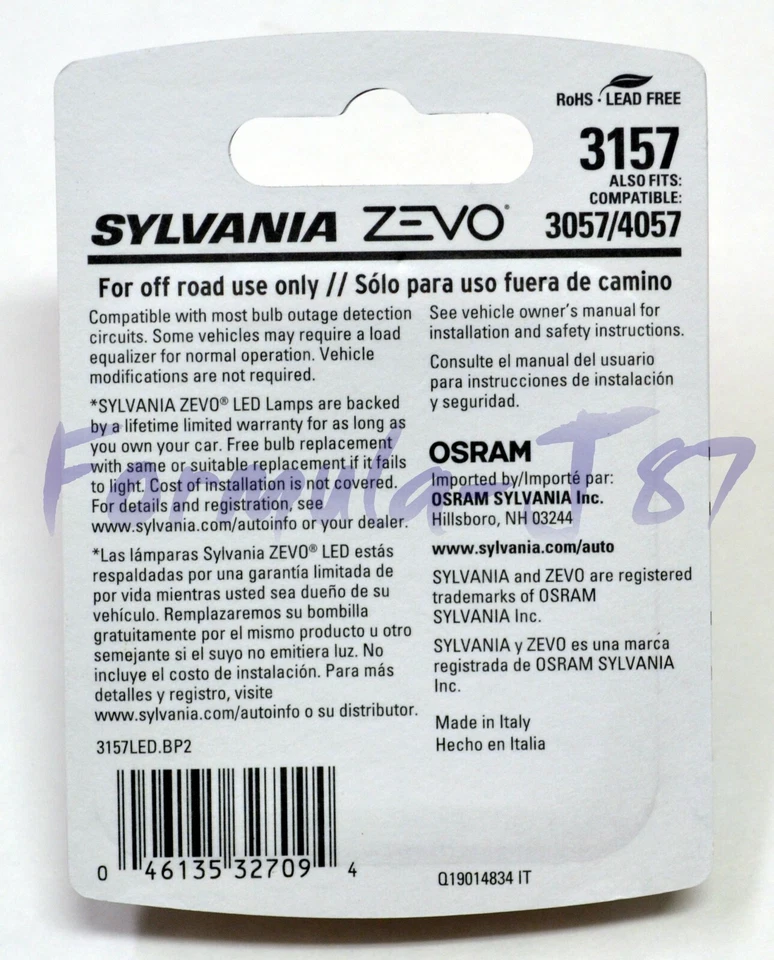 RoHS · LEAD FREE
3157
ALSO FITS:
COMPATIBLE:
3057/4057
SYLVANIA ZEVO®
For off road use only // Sólo para uso fuera de camino
Compatible with most bulb outage detection
circuits. Some vehicles may require a load
equalizer for normal operation. Vehicle
modifications are not required.
*SYLVANIA ZEVO® LED Lamps are backed
by a lifetime limited warranty for as long as
you own your car. Free bulb replacement
with same or suitable replacement if it fails
to light. Cost of installation is not covered.
For details and registration, see
www.sylvania.com/autoinfo or your dealer.
*Las lámparas Sylvania ZEVO® LED estás
respaldadas por una garantía limitada de
por vida mientras usted sea dueño de su
vehículo. Remplazaremos su bombilla
gratuitamente por el mismo producto u otro
semejante si el suyo no emitiera luz. No
incluye el costo de instalación. Para más
detalles y registro, visite
www.sylvania.com/autoinfo o su distributor.
3157LED.BP2
0 46135 32709 4
See vehicle owner's manual for
installation and safety instructions.
Consulte el manual del usuario
para instrucciones de instalación
y seguridad.
OSRAM
Imported by/Importé par:
OSRAM SYLVANIA Inc.
Hillsboro, NH 03244
www.sylvania.com/auto
SYLVANIA and ZEVO are registered
trademarks of OSRAM
SYLVANIA Inc.
SYLVANIA y ZEVO es una marca
registrada de OSRAM SYLVANIA
Inc.
Made in Italy
Hecho en Italia
Q19014834 IT
Formula-J 87